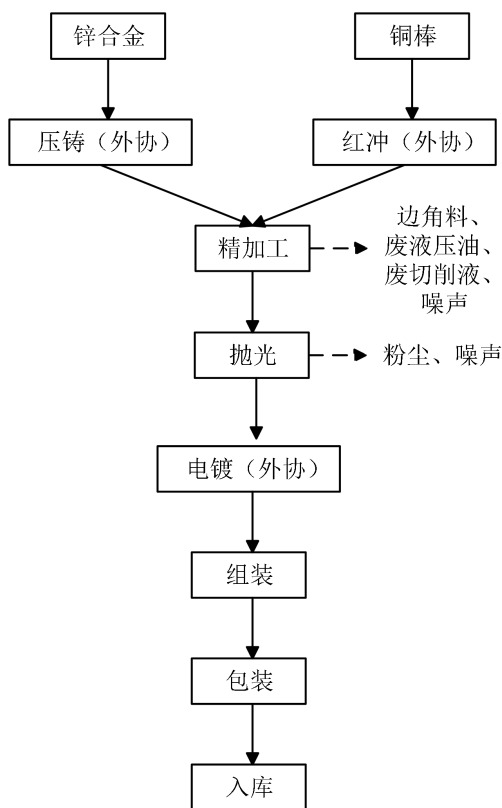 锌合金
铜棒
压铸（外协）
红冲（外协）
精加工
边角料、
废液压油、
废切削液、
噪声
抛光
粉尘、噪声
电镀（外协）
组装
包装
入库